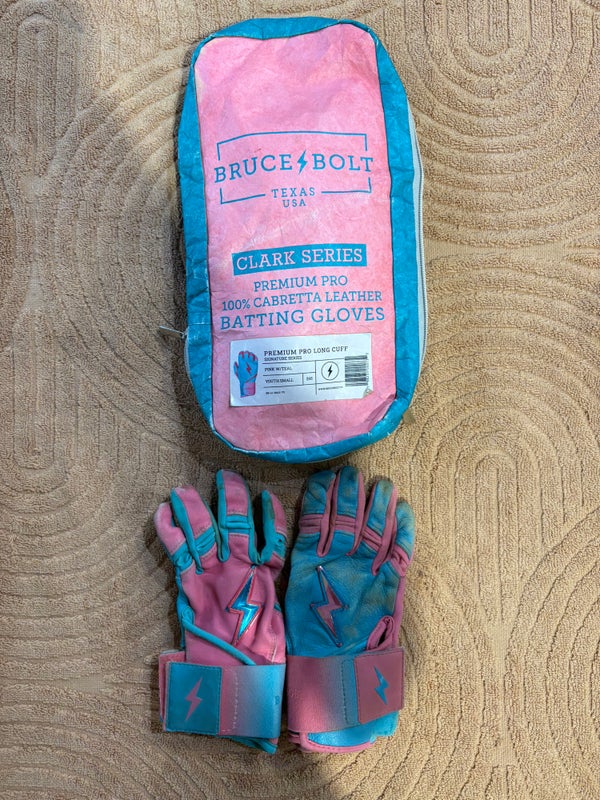 BRUCE BOLT
TEXAS
USA
CLARK SERIES
PREMIUM PRO
100% CABRETTA LEATHER
BATTING GLOVES
PREMIUM PRO LONG CUFF
SIGNATURE SERIES
PINK W/TEAL
YOUTH SMALL